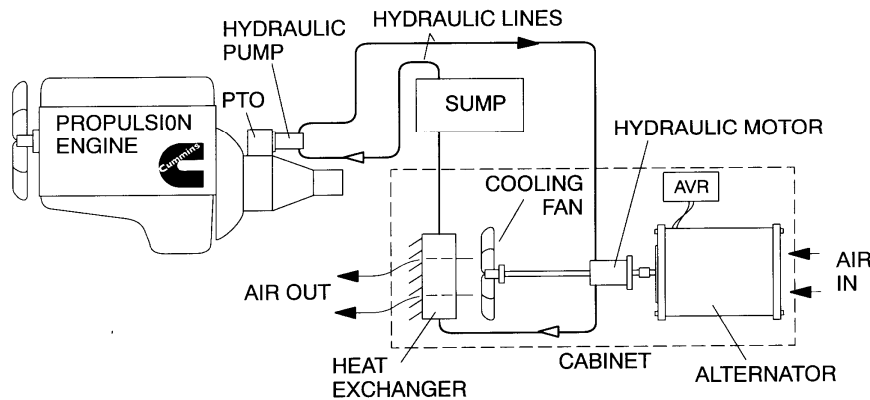 HYDRAULIC LINES
HYDRAULIC
PUMP
PTO
SUMP
PROPULSION
ENGINE
Cummins
HYDRAULIC MOTOR
COOLING
FAN
AVR
AIR
IN
AIR OUT
HEAT
EXCHANGER
CABINET
ALTERNATOR